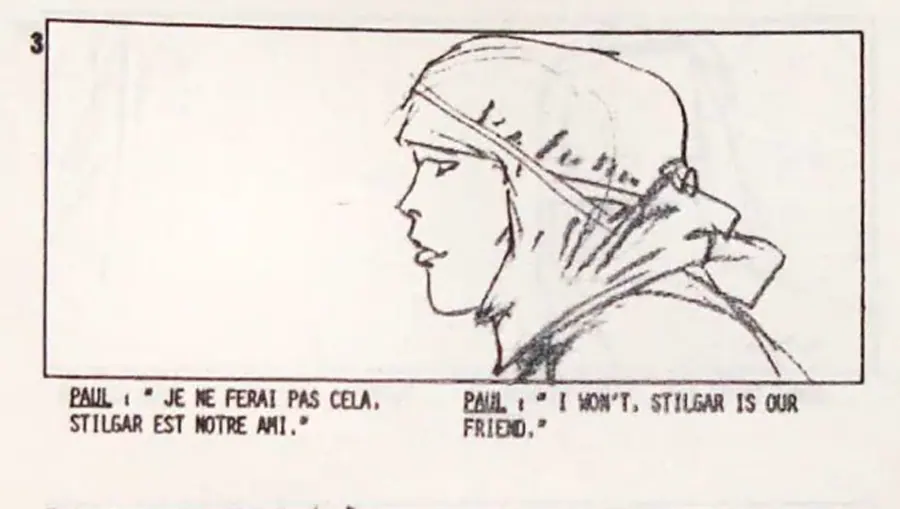 3
PAUL : " JE NE FERAI PAS CELA,
STILGAR EST NOTRE AMI."
PAUL : " I WON'T, STILGAR IS OUR
FRIEND."